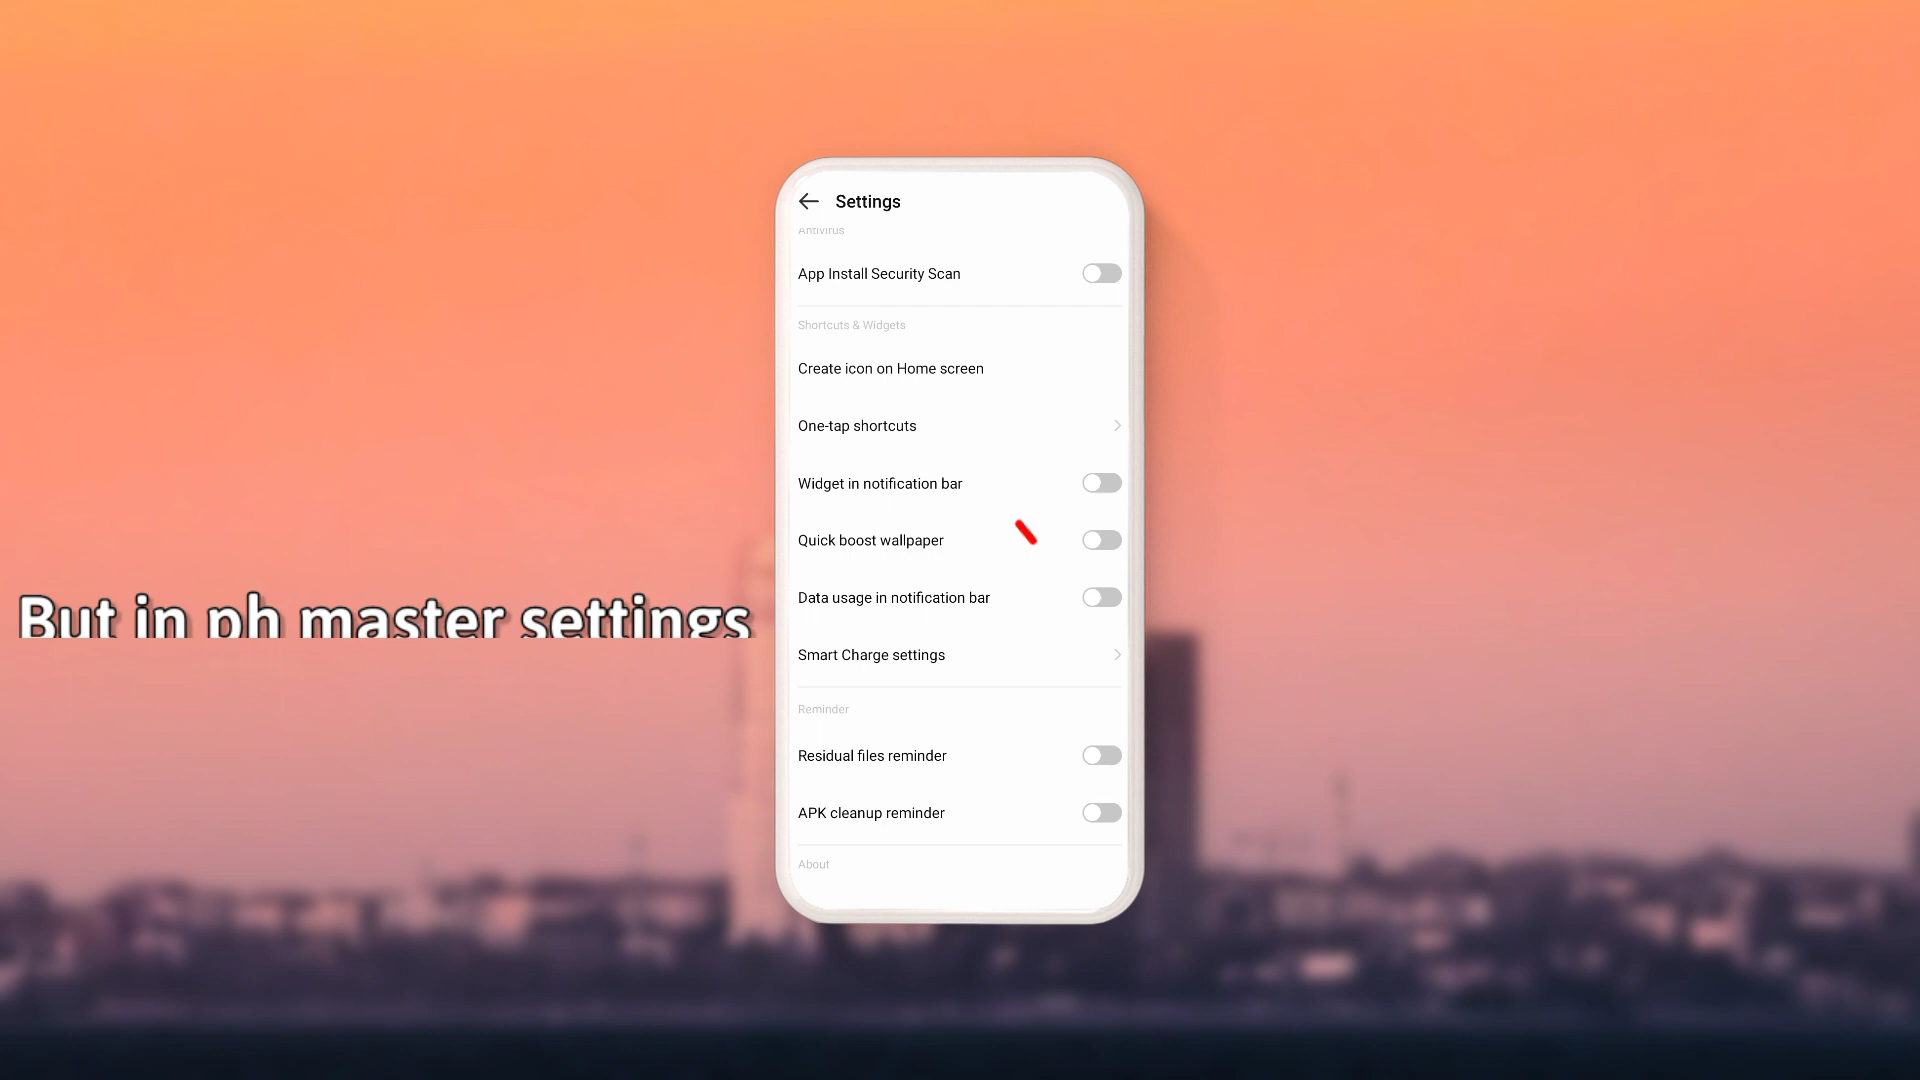 Settings
Antivirus
App Install Security Scan
Shortcuts & Widgets
Create icon on Home screen
One-tap shortcuts
Widget in notification bar
Quick boost wallpaper
Data usage in notification bar
Smart Charge settings
Reminder
Residual files reminder
APK cleanup reminder
About
But in ph master settings